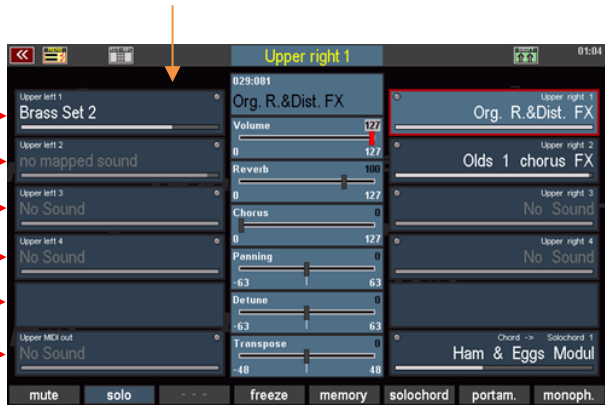 Upper right 1
01:04
Upper left 1
Brass Set 2
Upper left 2
no mapped sound
Upper left 3
No Sound
Upper left 4
No Sound
Upper MIDI out
No Sound
029:081
Org. R.&Dist. FX
Volume 127
0 127
Reverb 100
0 127
Chorus 0
0 127
Panning 0
-63 63
Detune 0
-63 63
Transpose 0
-48 48
Upper right 1
Org. R.&Dist. FX
Upper right 2
Olds 1 chorus FX
Upper right 3
No Sound
Upper right 4
No Sound
Chord -> Solochord 1
Ham & Eggs Modul
mute solo - - - freeze memory solochord portam. monoph.